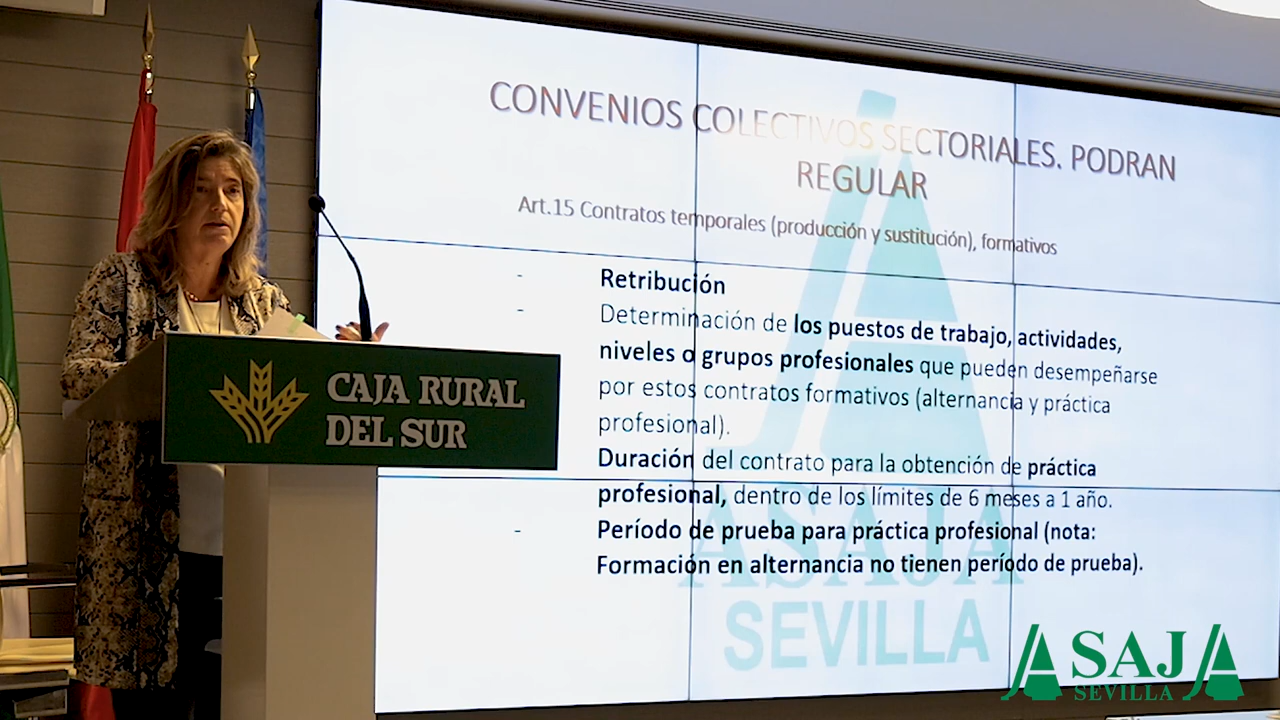 CONVENIOS COLECTIVOS SECTORIALES. PODRAN
REGULAR
Art.15 Contratos temporales (producción y sustitución), formativos
- Retribución
- Determinación de los puestos de trabajo, actividades,
niveles o grupos profesionales que pueden desempeñarse
por estos contratos formativos (alternancia y práctica
profesional).
Duración del contrato para la obtención de práctica
profesional, dentro de los límites de 6 meses a 1 año.
- Período de prueba para práctica profesional (nota:
Formación en alternancia no tienen período de prueba).
ASAJA
SEVILLA
CAJA RURAL
DEL SUR
ASAJA
SEVILLA